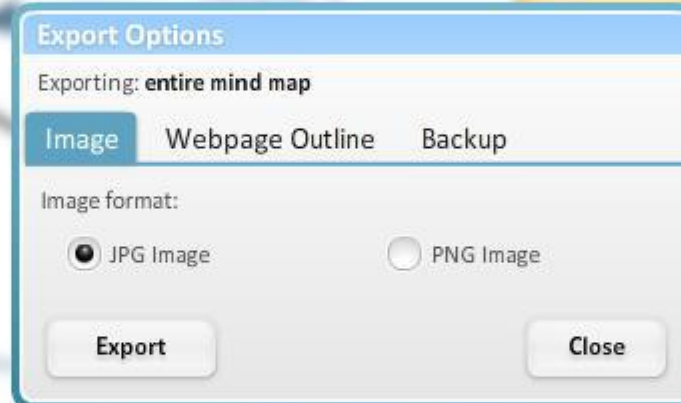 Export Options
Exporting: entire mind map
Image Webpage Outline Backup
Image format:
JPG Image PNG Image
Export Close